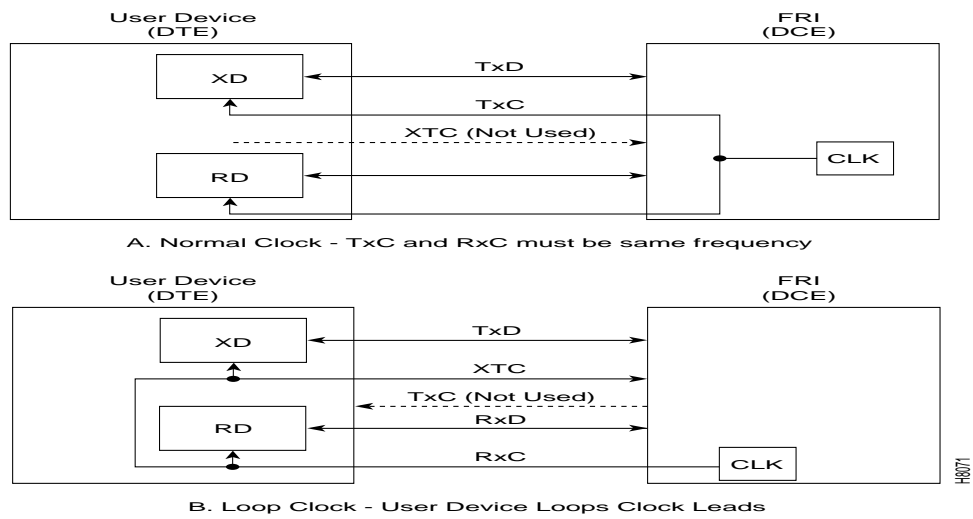 User Device
(DTE)
FRI
(DCE)
XD
TxD
TxC
XTC (Not Used)
CLK
RD
A. Normal Clock - TxC and RxC must be same frequency
User Device
(DTE)
FRI
(DCE)
XD
TxD
XTC
TxC (Not Used)
RD
RxD
RxC
CLK
H8071
B. Loop Clock - User Device Loops Clock Leads